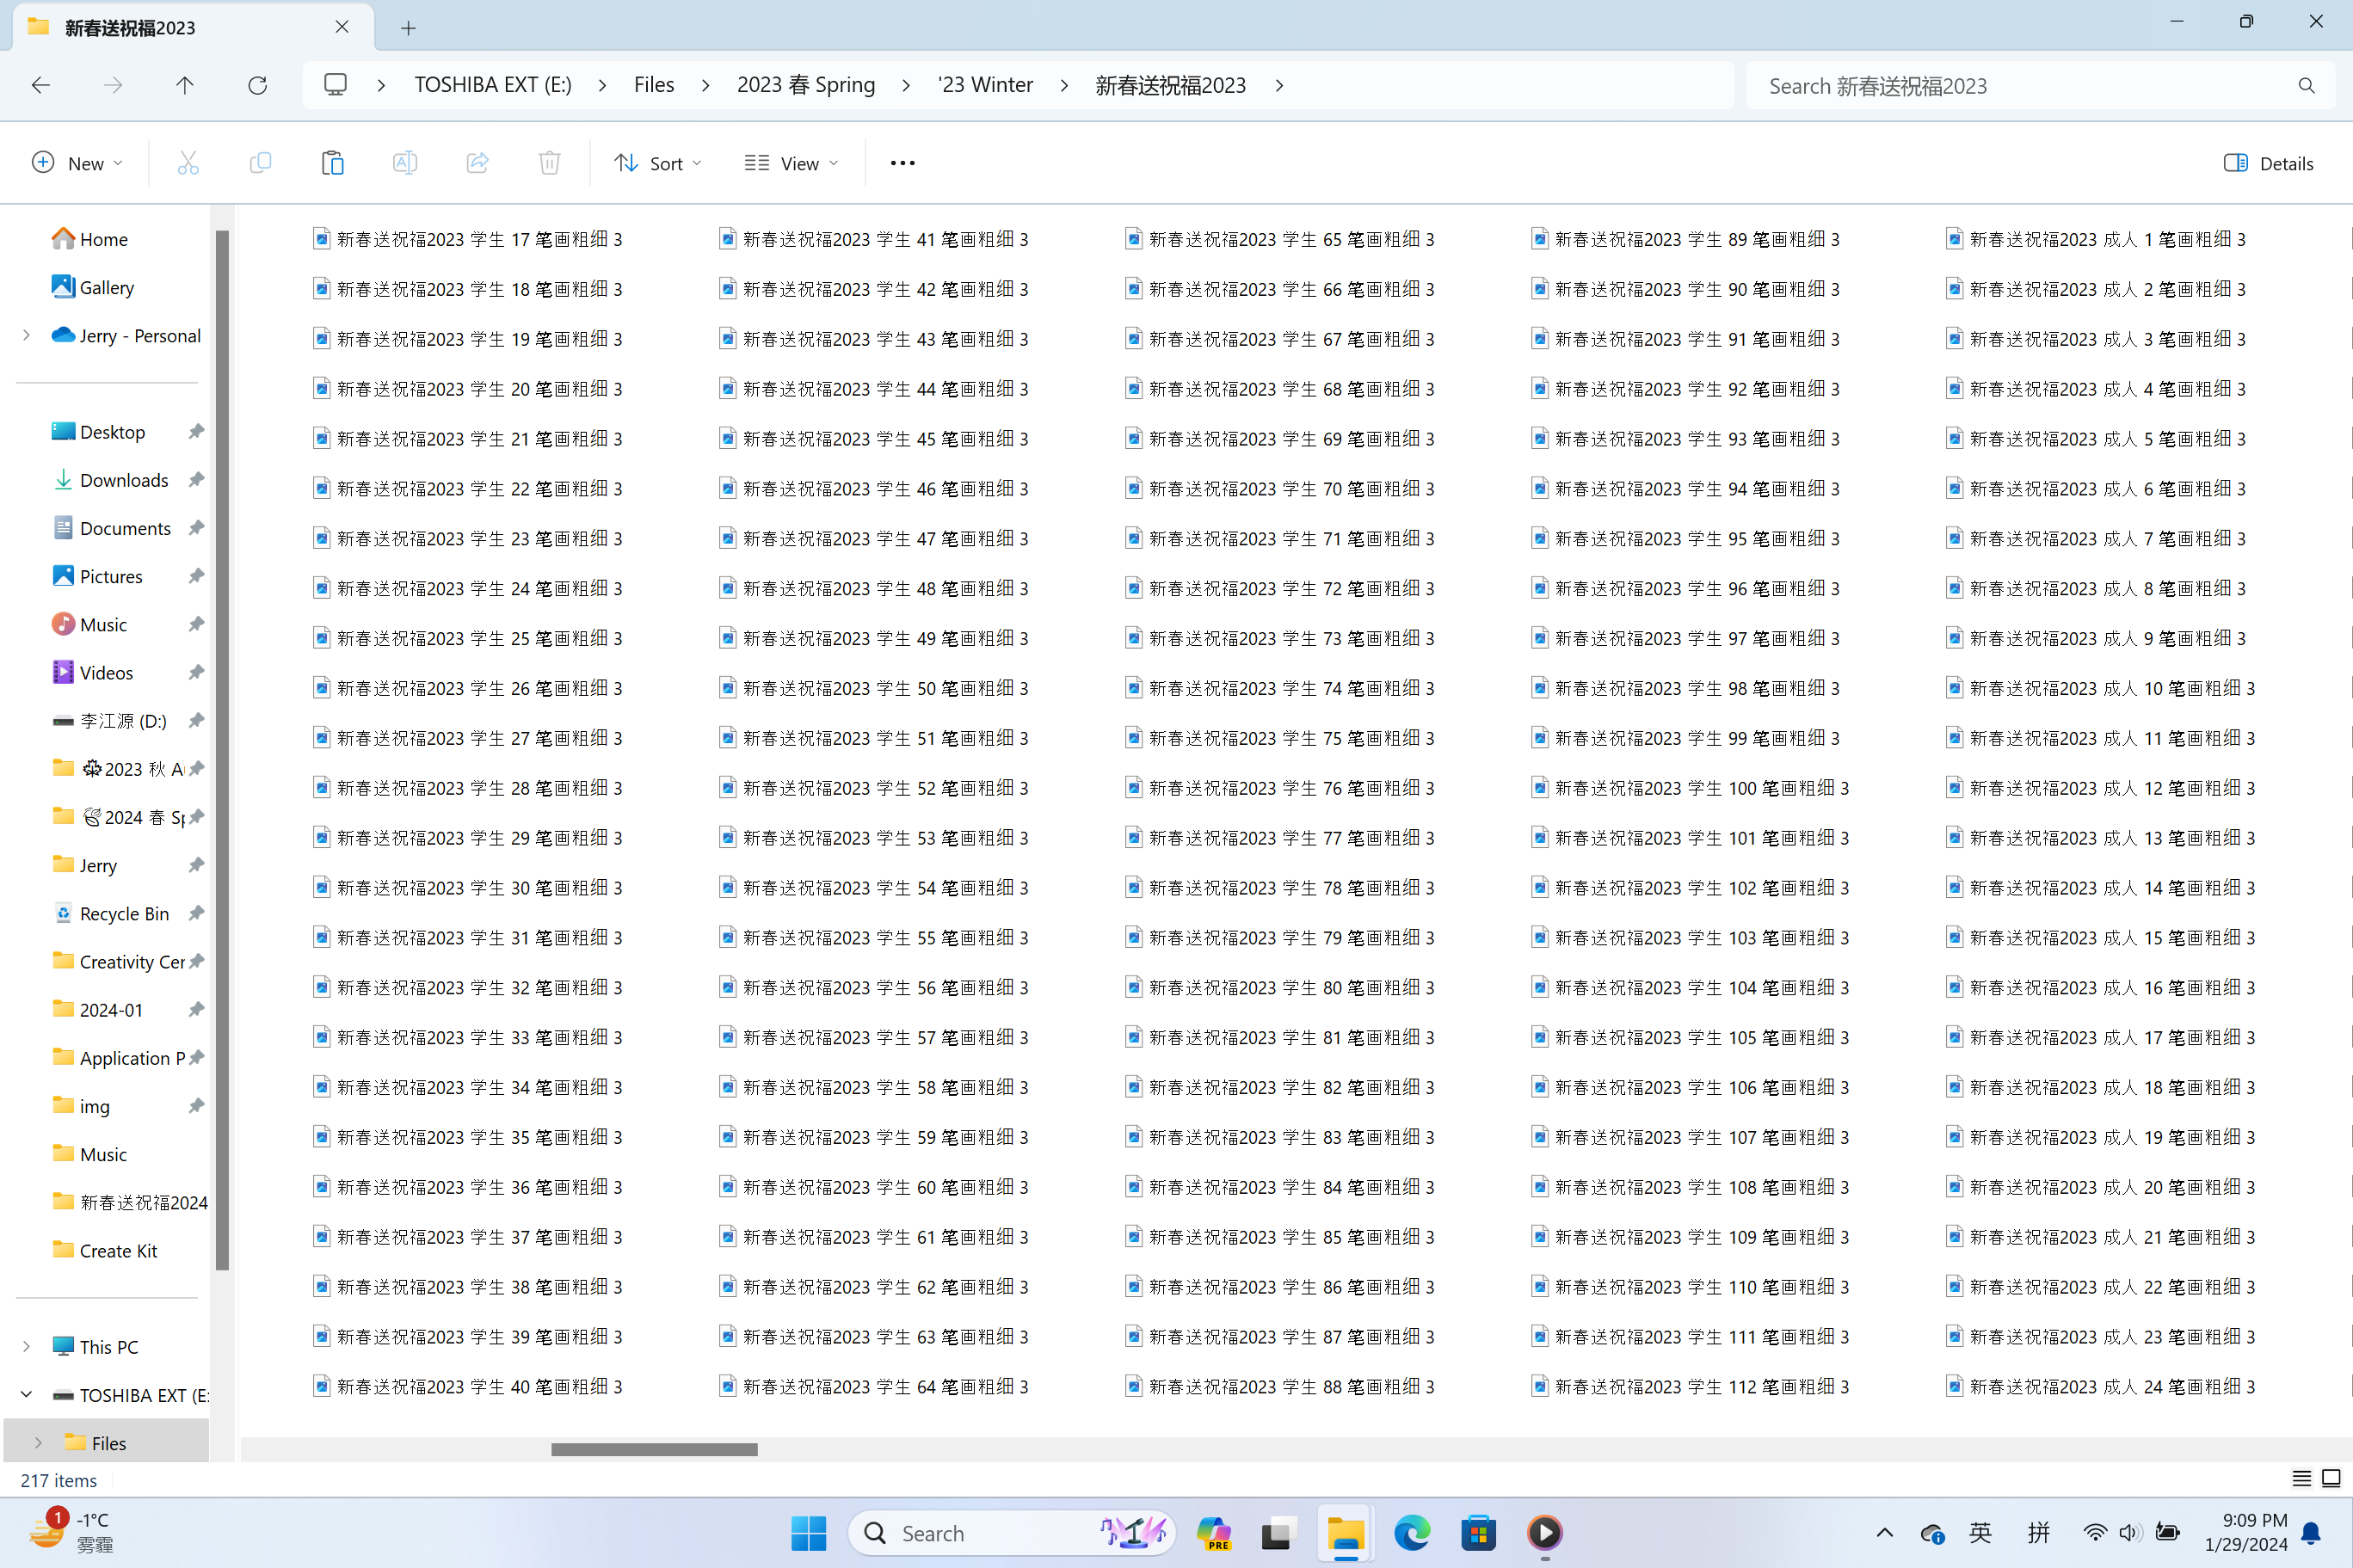 新春送祝福2023
TOSHIBA EXT (E:) Files 2023 春 Spring '23 Winter 新春送祝福2023
Search 新春送祝福2023
New Sort View Details
Home
Gallery
Jerry - Personal
Desktop
Downloads
Documents
Pictures
Music
Videos
李江源 (D:)
2023 秋 A
2024 春 Sp
Jerry
Recycle Bin
Creativity Cer
2024-01
Application P
img
Music
新春送祝福2024
Create Kit
This PC
TOSHIBA EXT (E:
Files
新春送祝福2023 学生 17 笔画粗细 3
新春送祝福2023 学生 18 笔画粗细 3
新春送祝福2023 学生 19 笔画粗细 3
新春送祝福2023 学生 20 笔画粗细 3
新春送祝福2023 学生 21 笔画粗细 3
新春送祝福2023 学生 22 笔画粗细 3
新春送祝福2023 学生 23 笔画粗细 3
新春送祝福2023 学生 24 笔画粗细 3
新春送祝福2023 学生 25 笔画粗细 3
新春送祝福2023 学生 26 笔画粗细 3
新春送祝福2023 学生 27 笔画粗细 3
新春送祝福2023 学生 28 笔画粗细 3
新春送祝福2023 学生 29 笔画粗细 3
新春送祝福2023 学生 30 笔画粗细 3
新春送祝福2023 学生 31 笔画粗细 3
新春送祝福2023 学生 32 笔画粗细 3
新春送祝福2023 学生 33 笔画粗细 3
新春送祝福2023 学生 34 笔画粗细 3
新春送祝福2023 学生 35 笔画粗细 3
新春送祝福2023 学生 36 笔画粗细 3
新春送祝福2023 学生 37 笔画粗细 3
新春送祝福2023 学生 38 笔画粗细 3
新春送祝福2023 学生 39 笔画粗细 3
新春送祝福2023 学生 40 笔画粗细 3
新春送祝福2023 学生 41 笔画粗细 3
新春送祝福2023 学生 42 笔画粗细 3
新春送祝福2023 学生 43 笔画粗细 3
新春送祝福2023 学生 44 笔画粗细 3
新春送祝福2023 学生 45 笔画粗细 3
新春送祝福2023 学生 46 笔画粗细 3
新春送祝福2023 学生 47 笔画粗细 3
新春送祝福2023 学生 48 笔画粗细 3
新春送祝福2023 学生 49 笔画粗细 3
新春送祝福2023 学生 50 笔画粗细 3
新春送祝福2023 学生 51 笔画粗细 3
新春送祝福2023 学生 52 笔画粗细 3
新春送祝福2023 学生 53 笔画粗细 3
新春送祝福2023 学生 54 笔画粗细 3
新春送祝福2023 学生 55 笔画粗细 3
新春送祝福2023 学生 56 笔画粗细 3
新春送祝福2023 学生 57 笔画粗细 3
新春送祝福2023 学生 58 笔画粗细 3
新春送祝福2023 学生 59 笔画粗细 3
新春送祝福2023 学生 60 笔画粗细 3
新春送祝福2023 学生 61 笔画粗细 3
新春送祝福2023 学生 62 笔画粗细 3
新春送祝福2023 学生 63 笔画粗细 3
新春送祝福2023 学生 64 笔画粗细 3
新春送祝福2023 学生 65 笔画粗细 3
新春送祝福2023 学生 66 笔画粗细 3
新春送祝福2023 学生 67 笔画粗细 3
新春送祝福2023 学生 68 笔画粗细 3
新春送祝福2023 学生 69 笔画粗细 3
新春送祝福2023 学生 70 笔画粗细 3
新春送祝福2023 学生 71 笔画粗细 3
新春送祝福2023 学生 72 笔画粗细 3
新春送祝福2023 学生 73 笔画粗细 3
新春送祝福2023 学生 74 笔画粗细 3
新春送祝福2023 学生 75 笔画粗细 3
新春送祝福2023 学生 76 笔画粗细 3
新春送祝福2023 学生 77 笔画粗细 3
新春送祝福2023 学生 78 笔画粗细 3
新春送祝福2023 学生 79 笔画粗细 3
新春送祝福2023 学生 80 笔画粗细 3
新春送祝福2023 学生 81 笔画粗细 3
新春送祝福2023 学生 82 笔画粗细 3
新春送祝福2023 学生 83 笔画粗细 3
新春送祝福2023 学生 84 笔画粗细 3
新春送祝福2023 学生 85 笔画粗细 3
新春送祝福2023 学生 86 笔画粗细 3
新春送祝福2023 学生 87 笔画粗细 3
新春送祝福2023 学生 88 笔画粗细 3
新春送祝福2023 学生 89 笔画粗细 3
新春送祝福2023 学生 90 笔画粗细 3
新春送祝福2023 学生 91 笔画粗细 3
新春送祝福2023 学生 92 笔画粗细 3
新春送祝福2023 学生 93 笔画粗细 3
新春送祝福2023 学生 94 笔画粗细 3
新春送祝福2023 学生 95 笔画粗细 3
新春送祝福2023 学生 96 笔画粗细 3
新春送祝福2023 学生 97 笔画粗细 3
新春送祝福2023 学生 98 笔画粗细 3
新春送祝福2023 学生 99 笔画粗细 3
新春送祝福2023 学生 100 笔画粗细 3
新春送祝福2023 学生 101 笔画粗细 3
新春送祝福2023 学生 102 笔画粗细 3
新春送祝福2023 学生 103 笔画粗细 3
新春送祝福2023 学生 104 笔画粗细 3
新春送祝福2023 学生 105 笔画粗细 3
新春送祝福2023 学生 106 笔画粗细 3
新春送祝福2023 学生 107 笔画粗细 3
新春送祝福2023 学生 108 笔画粗细 3
新春送祝福2023 学生 109 笔画粗细 3
新春送祝福2023 学生 110 笔画粗细 3
新春送祝福2023 学生 111 笔画粗细 3
新春送祝福2023 学生 112 笔画粗细 3
新春送祝福2023 成人 1 笔画粗细 3
新春送祝福2023 成人 2 笔画粗细 3
新春送祝福2023 成人 3 笔画粗细 3
新春送祝福2023 成人 4 笔画粗细 3
新春送祝福2023 成人 5 笔画粗细 3
新春送祝福2023 成人 6 笔画粗细 3
新春送祝福2023 成人 7 笔画粗细 3
新春送祝福2023 成人 8 笔画粗细 3
新春送祝福2023 成人 9 笔画粗细 3
新春送祝福2023 成人 10 笔画粗细 3
新春送祝福2023 成人 11 笔画粗细 3
新春送祝福2023 成人 12 笔画粗细 3
新春送祝福2023 成人 13 笔画粗细 3
新春送祝福2023 成人 14 笔画粗细 3
新春送祝福2023 成人 15 笔画粗细 3
新春送祝福2023 成人 16 笔画粗细 3
新春送祝福2023 成人 17 笔画粗细 3
新春送祝福2023 成人 18 笔画粗细 3
新春送祝福2023 成人 19 笔画粗细 3
新春送祝福2023 成人 20 笔画粗细 3
新春送祝福2023 成人 21 笔画粗细 3
新春送祝福2023 成人 22 笔画粗细 3
新春送祝福2023 成人 23 笔画粗细 3
新春送祝福2023 成人 24 笔画粗细 3
217 items
1
-1°C
雾霾
Search
PRE
英 拼
9:09 PM
1/29/2024